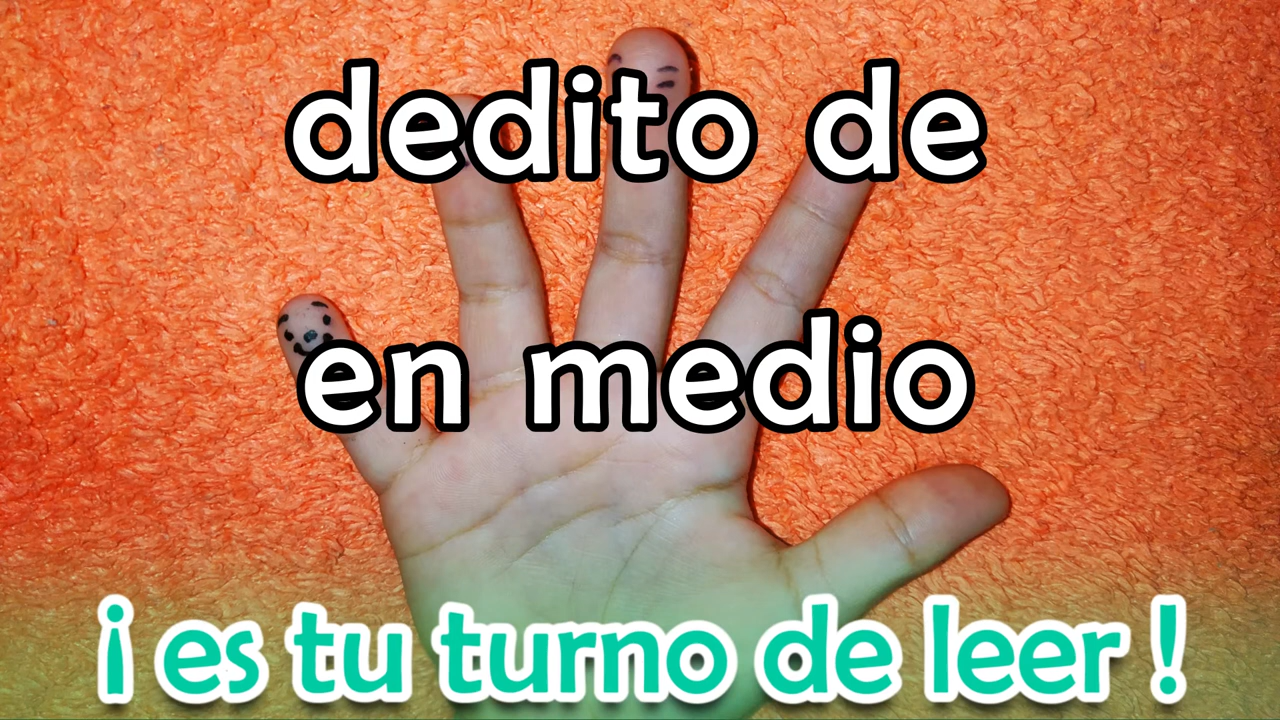 dedito de
en medio
¡ es tu turno de leer !